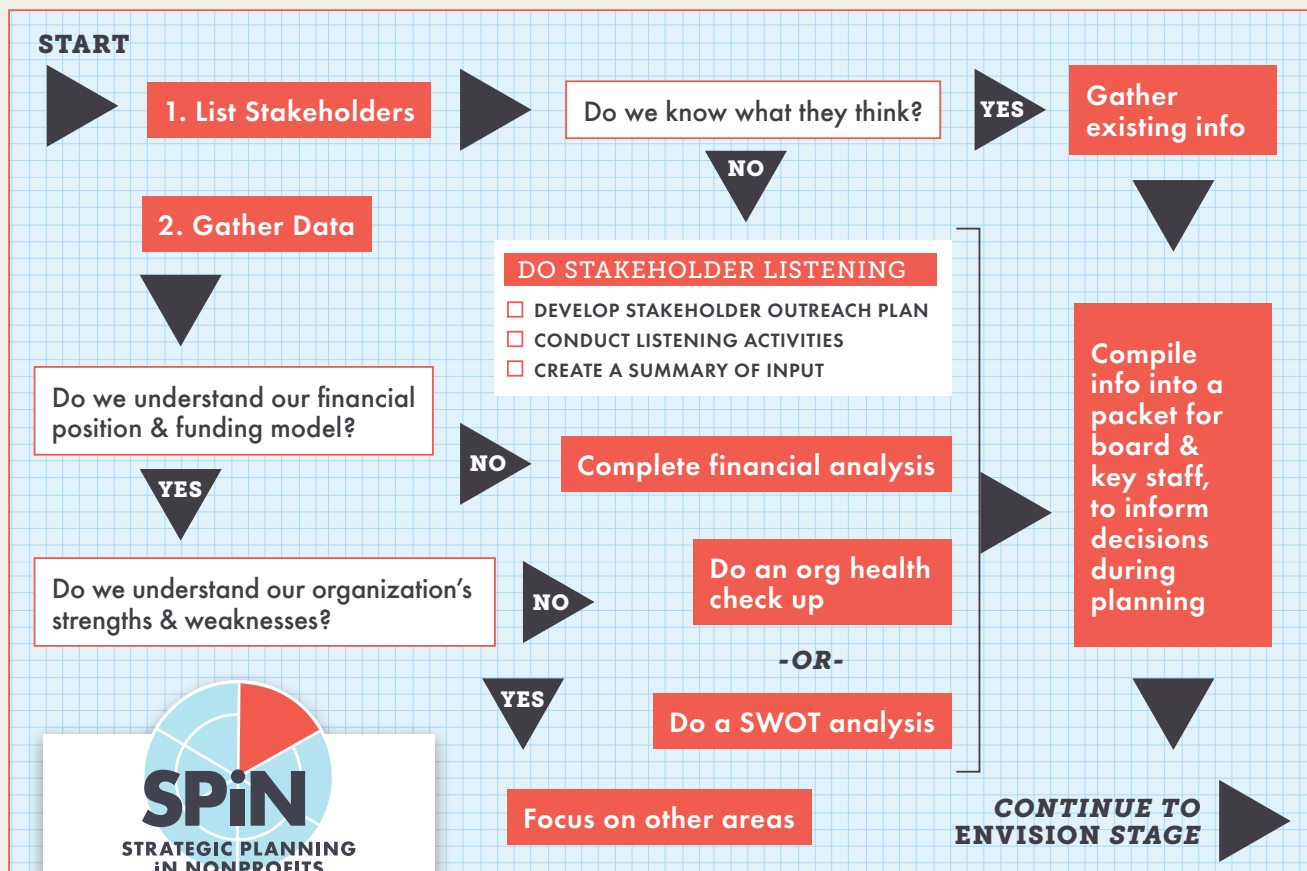 START
1. List Stakeholders
Do we know what they think?
YES
Gather
existing info
NO
2. Gather Data
DO STAKEHOLDER LISTENING
DEVELOP STAKEHOLDER OUTREACH PLAN
CONDUCT LISTENING ACTIVITIES
CREATE A SUMMARY OF INPUT
Do we understand our financial
position & funding model?
NO
Complete financial analysis
YES
Do we understand our organization's
strengths & weaknesses?
NO
Do an org health
check up
-OR-
Do a SWOT analysis
YES
Focus on other areas
Compile
info into a
packet for
board &
key staff,
to inform
decisions
during
planning
CONTINUE TO
ENVISION STAGE
SPiN
STRATEGIC PLANNING
iN NONPROFITS